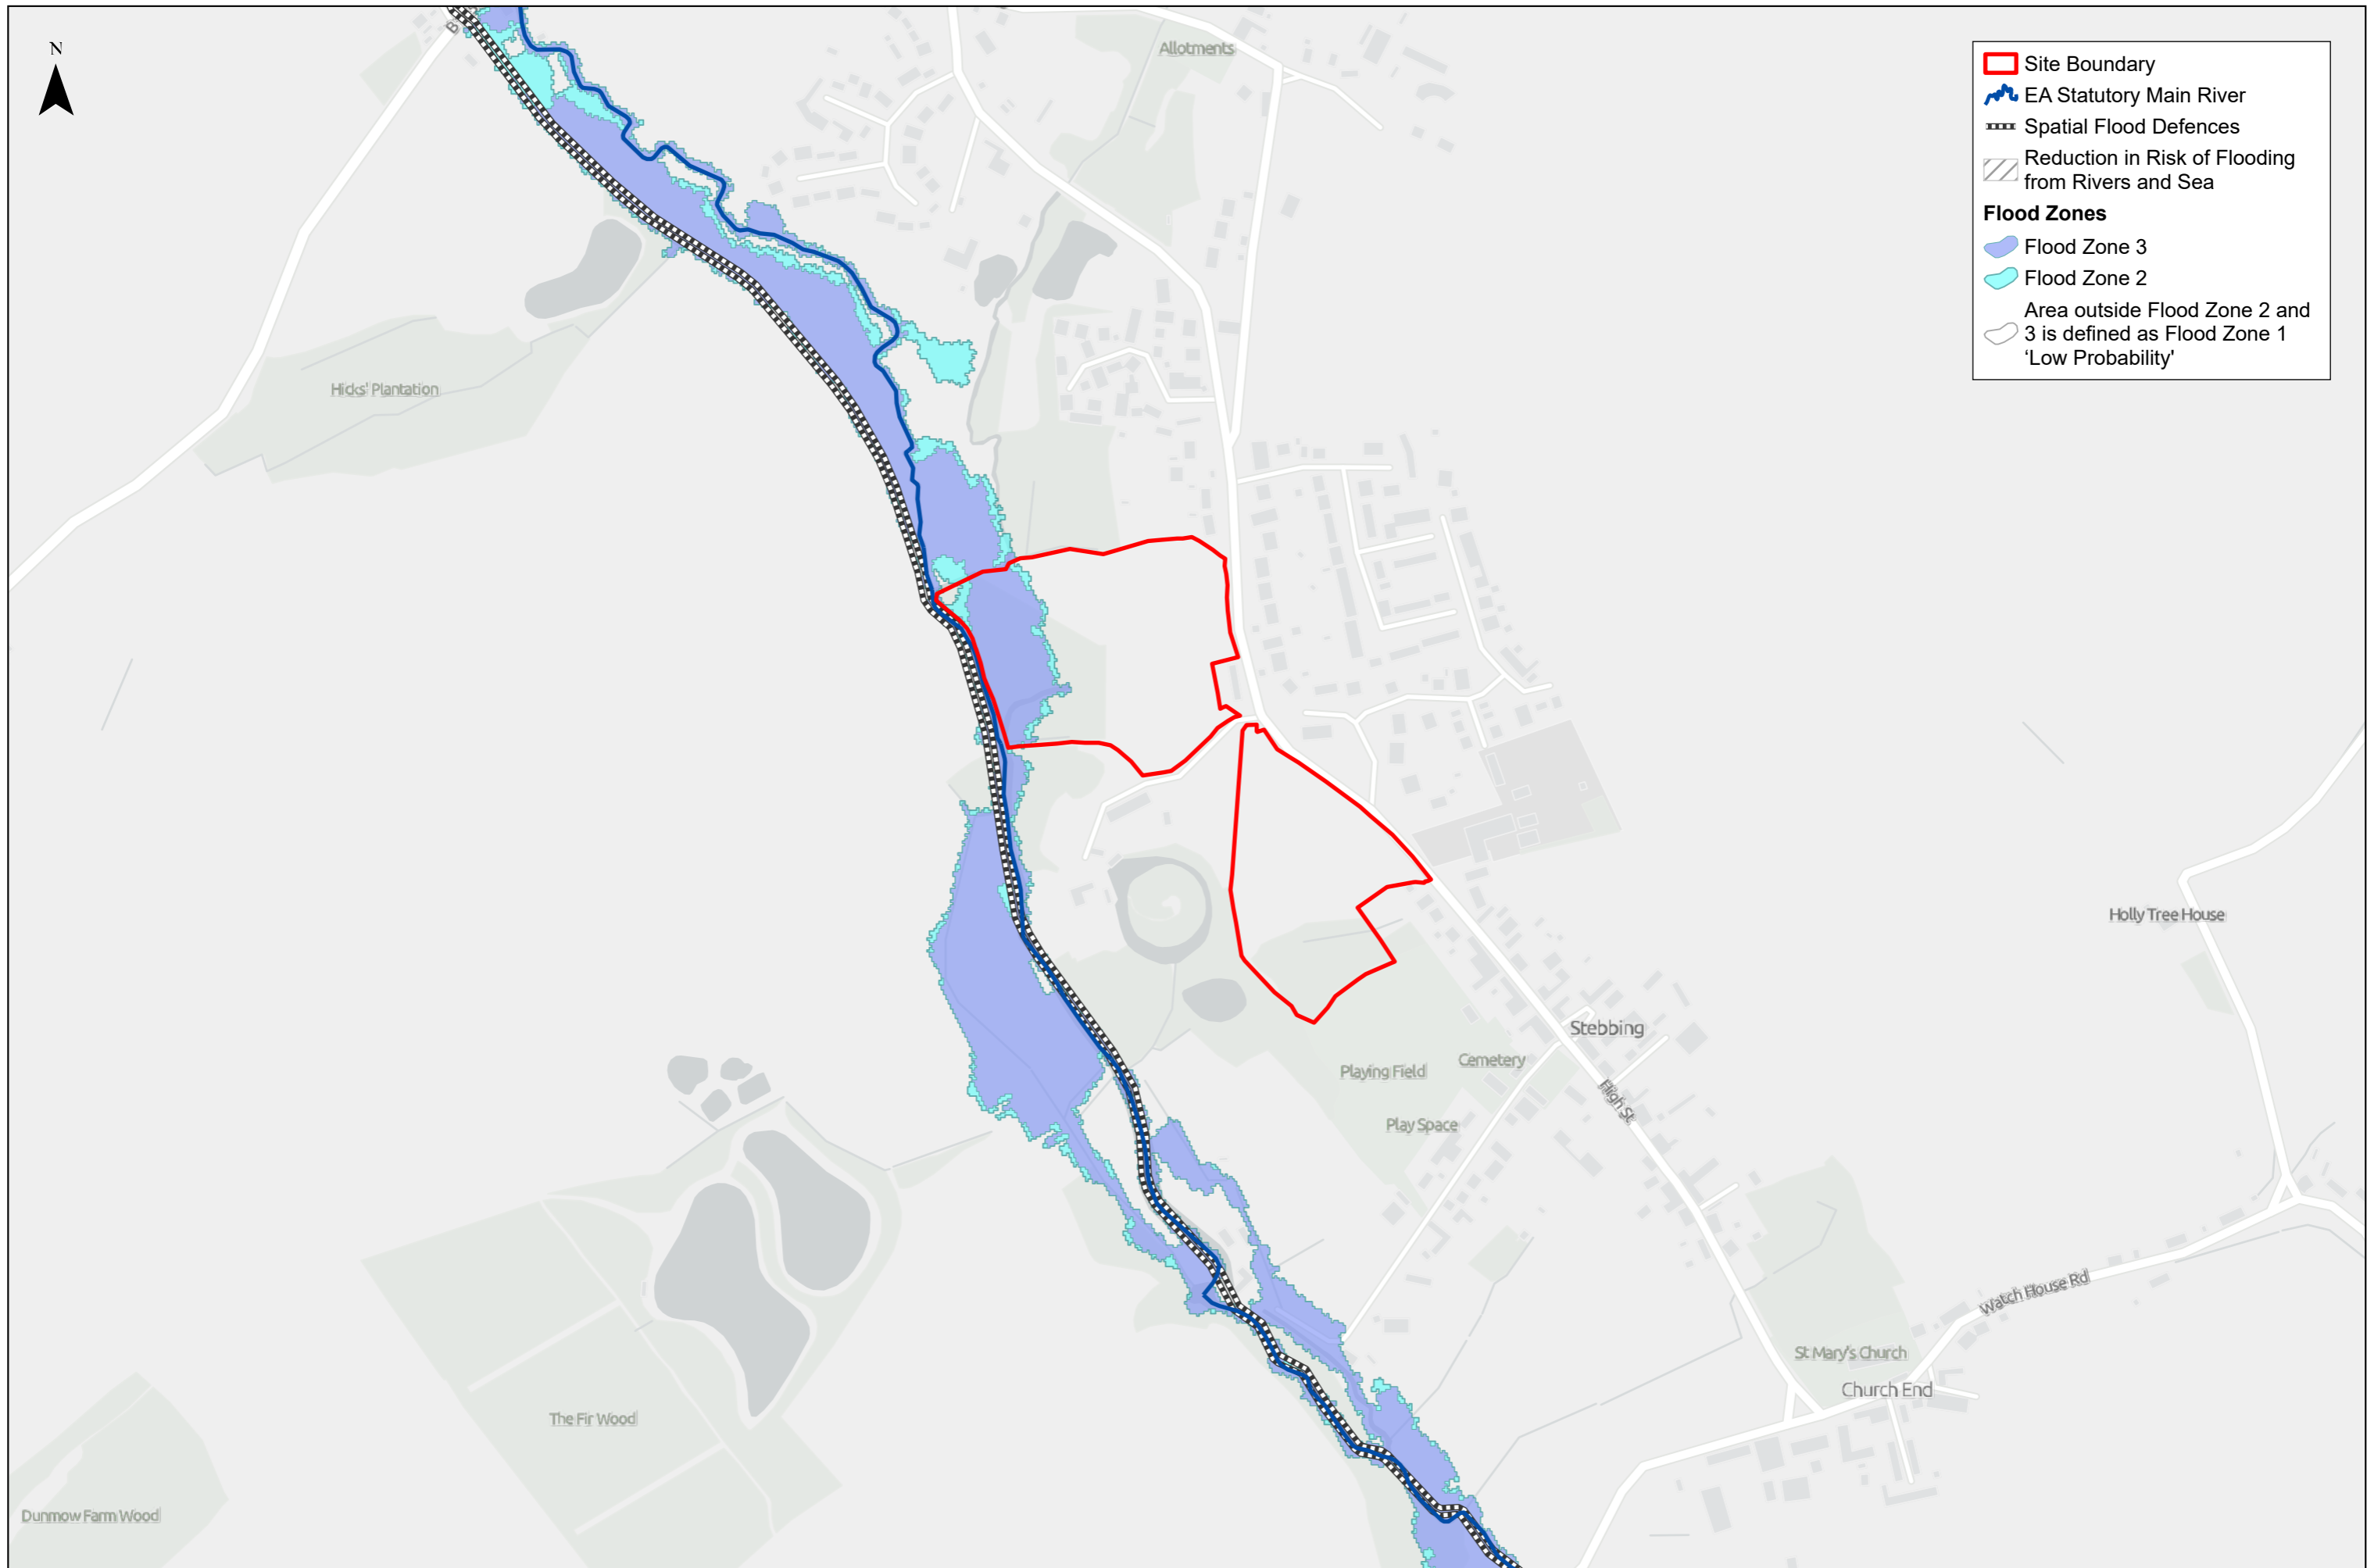 N
B
Allotments
Site Boundary
EA Statutory Main River
Spatial Flood Defences
Reduction in Risk of Flooding
from Rivers and Sea
Flood Zones
Flood Zone 3
Flood Zone 2
Area outside Flood Zone 2 and
3 is defined as Flood Zone 1
‘Low Probability'
Hicks' Plantation
Holly Tree House
Stebbing
Cemetery
Playing Field
High St
Play Space
Watch House Rd
St Mary's Church
Church End
The Fir Wood
Dunmow Farm Wood